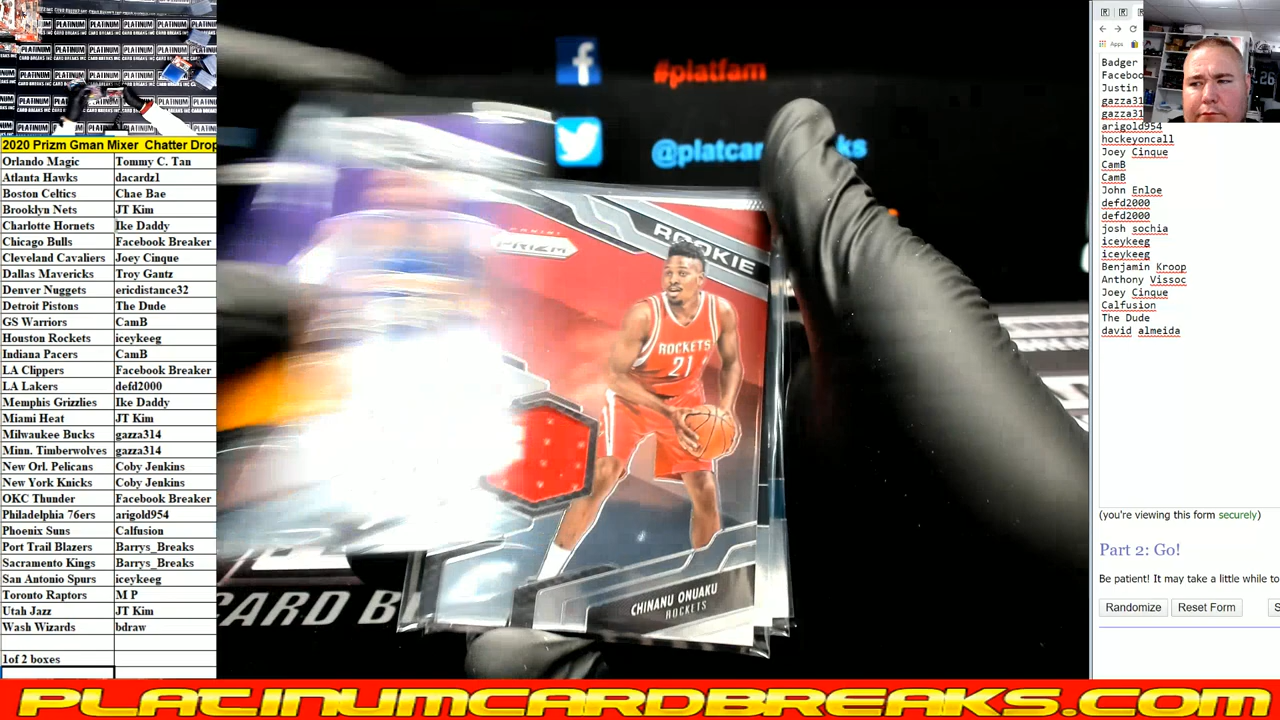 #platfam
@platcar
ks
2020 Prizm Gman Mixer Chatter Drop
Orlando Magic Tommy C. Tan
Atlanta Hawks dacardz1
Boston Celtics Chae Bae
Brooklyn Nets JT Kim
Charlotte Hornets Ike Daddy
Chicago Bulls Facebook Breaker
Cleveland Cavaliers Joey Cinque
Dallas Mavericks Troy Gantz
Denver Nuggets ericdistance32
Detroit Pistons The Dude
GS Warriors CamB
Houston Rockets iceykeeg
Indiana Pacers CamB
LA Clippers Facebook Breaker
LA Lakers defd2000
Memphis Grizzlies Ike Daddy
Miami Heat JT Kim
Milwaukee Bucks gazza314
Minn. Timberwolves gazza314
New Orl. Pelicans Coby Jenkins
New York Knicks Coby Jenkins
OKC Thunder Facebook Breaker
Philadelphia 76ers arigold954
Phoenix Suns Calfusion
Port Trail Blazers Barrys_Breaks
Sacramento Kings Barrys_Breaks
San Antonio Spurs iceykeeg
Toronto Raptors M P
Utah Jazz JT Kim
Wash Wizards bdraw
1of 2 boxes
PANINI
PRIZM
ROOKIE
ROCKETS
21
CHINANU ONUAKU
ROCKETS
CARD B
Apps
Badger
Faceboo
Justin
gazza31
gazza31
arigold954
hockeyoncall
Joey Cinque
CamB
CamB
John Enloe
defd2000
defd2000
josh sochia
iceykeeg
iceykeeg
Benjamin Kroop
Anthony Vissoc
Joey Cinque
Calfusion
The Dude
david almeida
(you're viewing this form securely)
Part 2: Go!
Be patient! It may take a little while to
Randomize Reset Form S
PLATINUMCARDBREAKS.COM